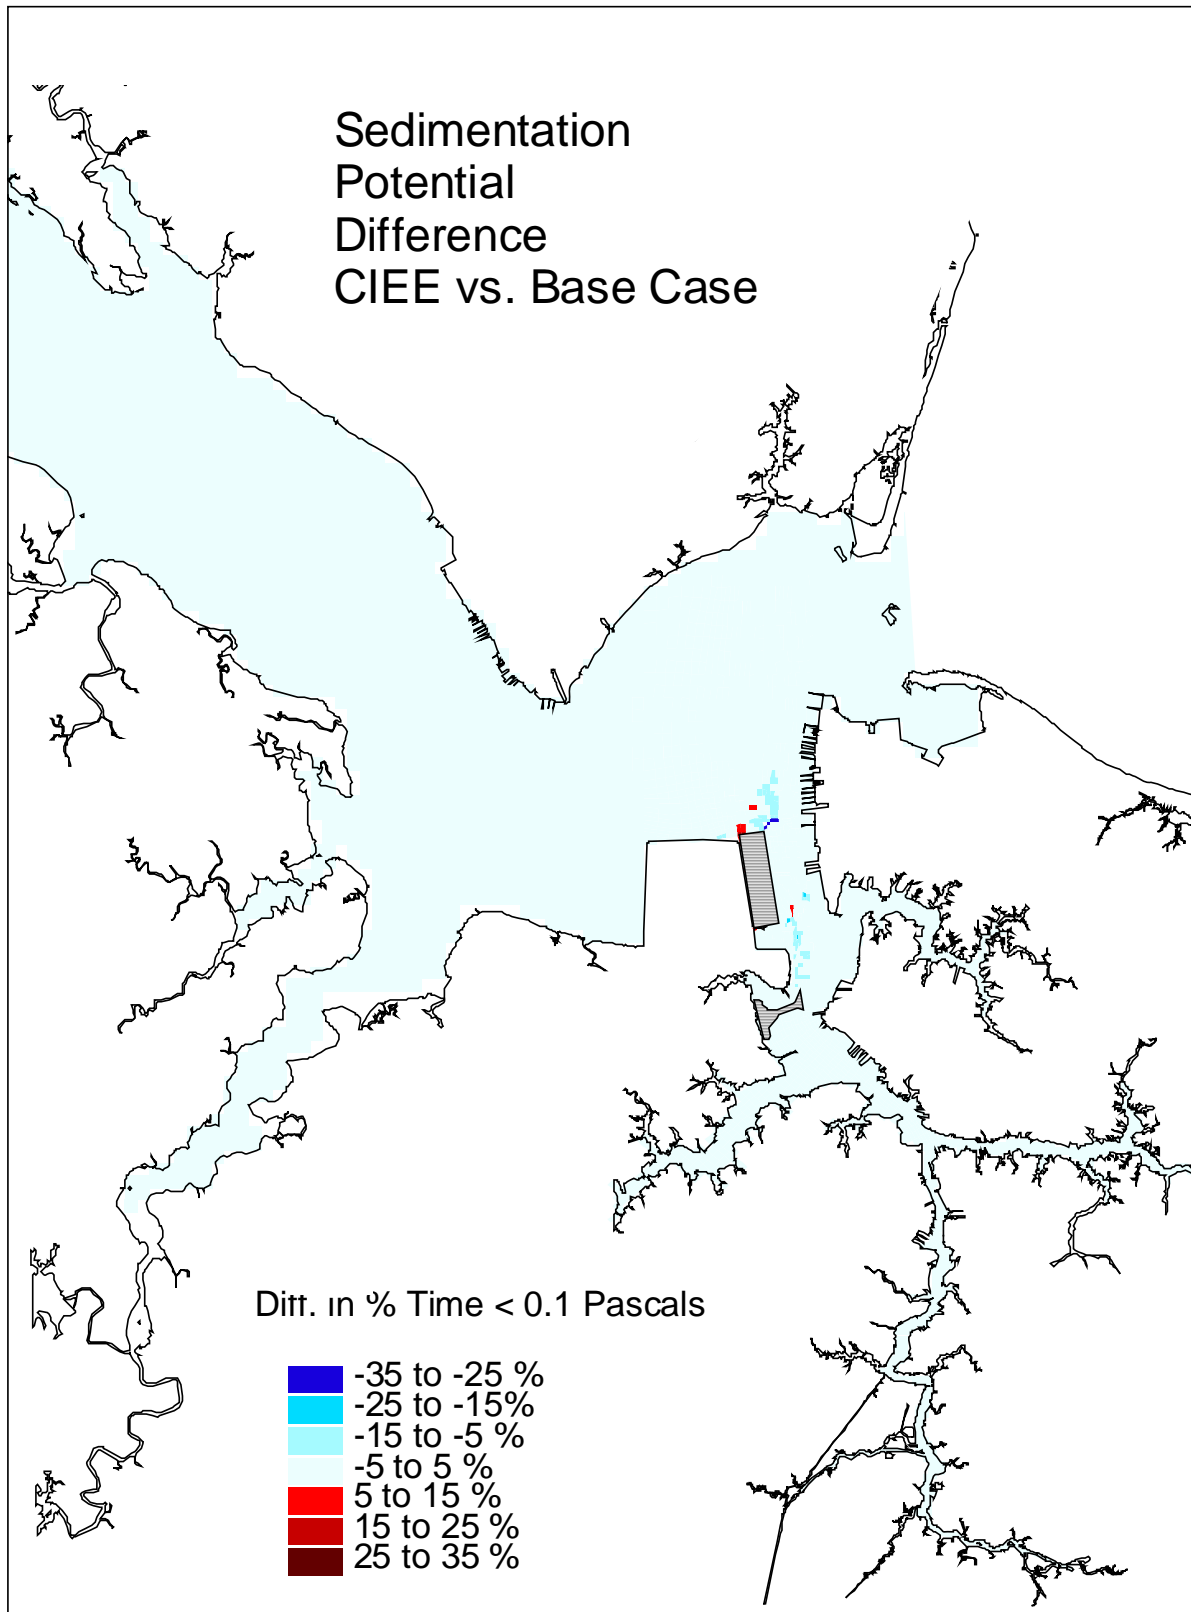 Sedimentation
Potential
Difference
CIEE vs. Base Case
Diff. in % Time < 0.1 Pascals
-35 to -25 %
-25 to -15%
-15 to -5 %
-5 to 5 %
5 to 15 %
15 to 25 %
25 to 35 %